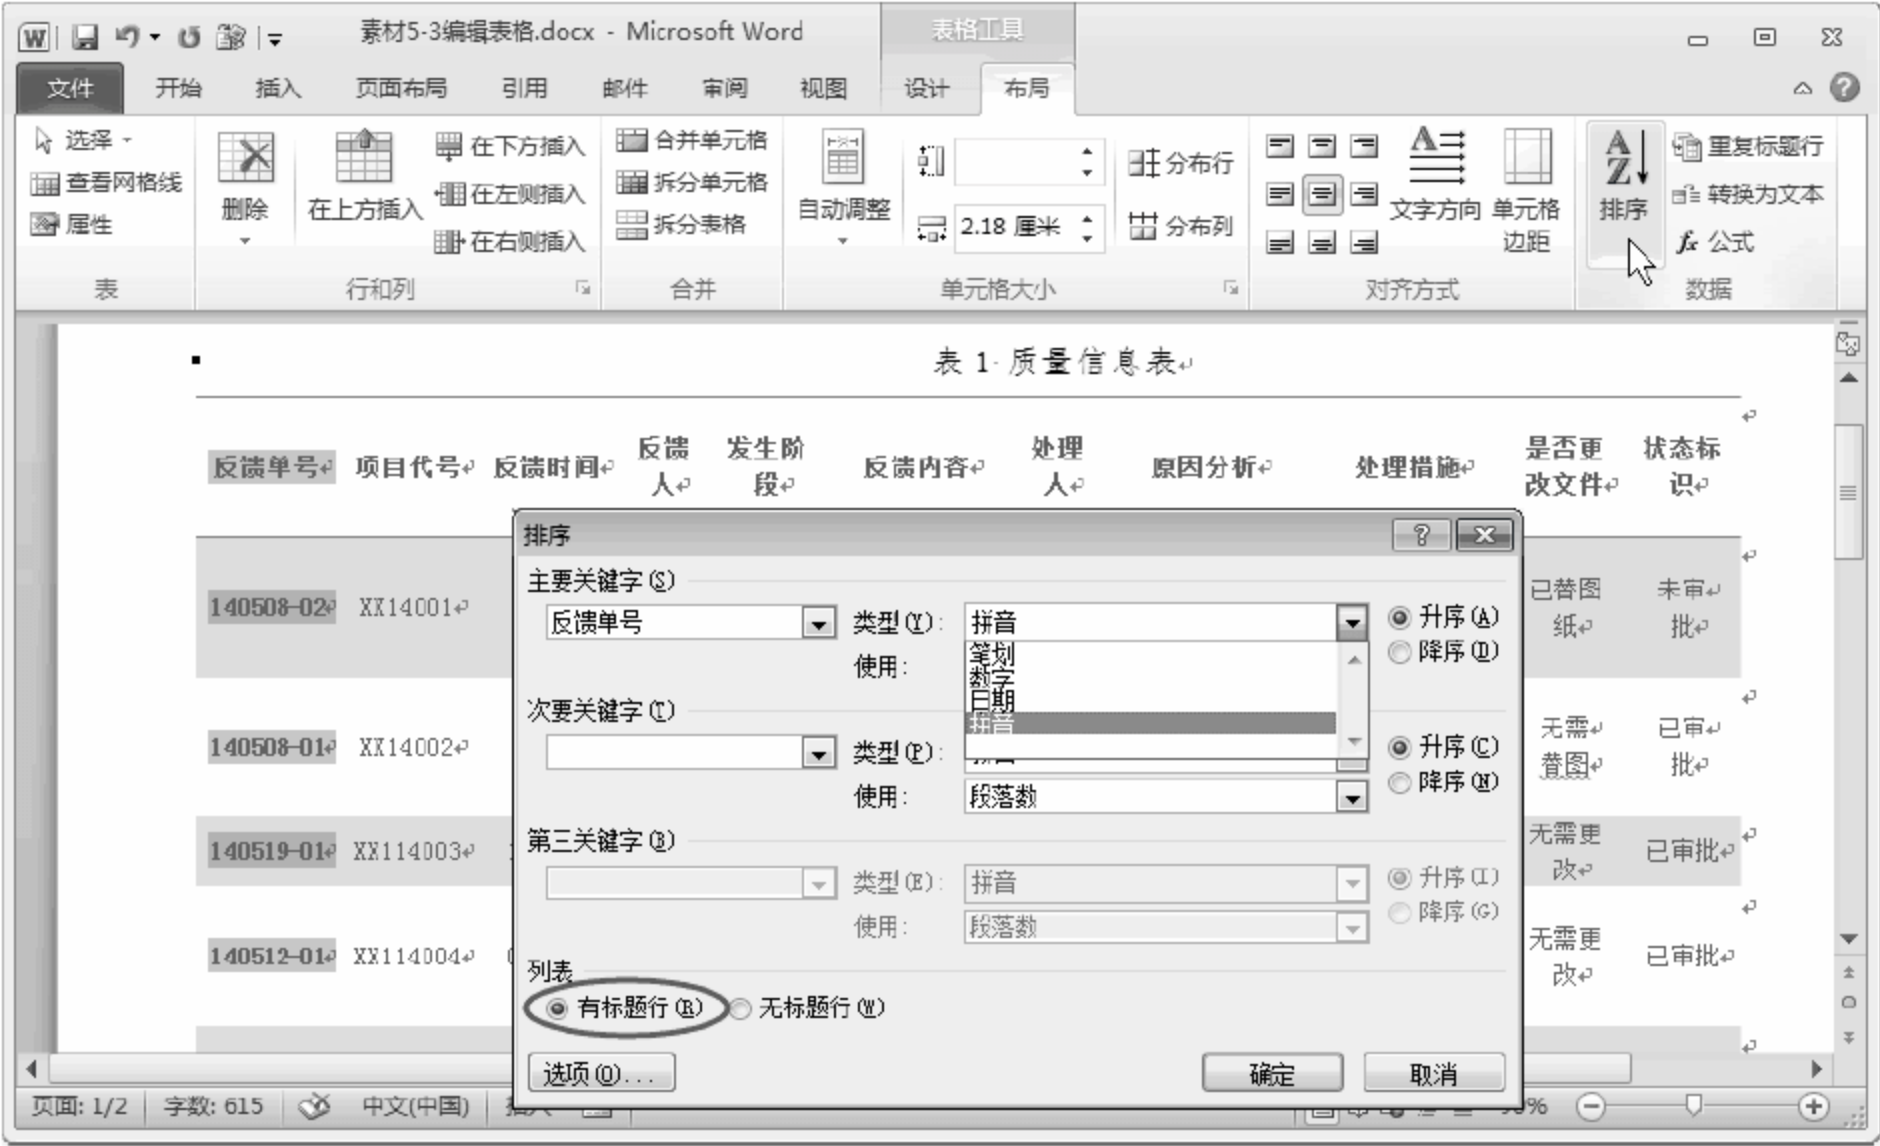 素材5-3编辑表格.docx - Microsoft Word
表格工具
文件 开始 插入 页面布局 引用 邮件 审阅 视图 设计 布局
选择
查看网格线
属性
表
删除
在上方插入
在下方插入
在左侧插入
在右侧插入
行和列
合并单元格
拆分单元格
拆分表格
合并
自动调整
2.18 厘米
分布行
分布列
单元格大小
文字方向
单元格
边距
对齐方式
排序
重复标题行
转换为文本
公式
数据
表 1 质量信息表
反馈单号 项目代号 反馈时间 反馈人 发生阶段 反馈内容 处理人 原因分析 处理措施 是否更改文件 状态标识
140508-02 XX14001 已替图纸 未审批
140508-01 XX14002 无需替图 已审批
140519-01 XX114003 无需更改 已审批
140512-01 XX114004 无需更改 已审批
排序
主要关键字(S)
反馈单号 类型(Y): 拼音 升序(A)
降序(D)
使用:
笔划
数字
日期
拼音
次要关键字(T)
类型(P): 升序(C)
使用: 段落数 降序(N)
第三关键字(B)
类型(E): 拼音 升序(I)
使用: 段落数 降序(G)
列表
有标题行(R) 无标题行(W)
选项(O)... 确定 取消
页面: 1/2 字数: 615 中文(中国)